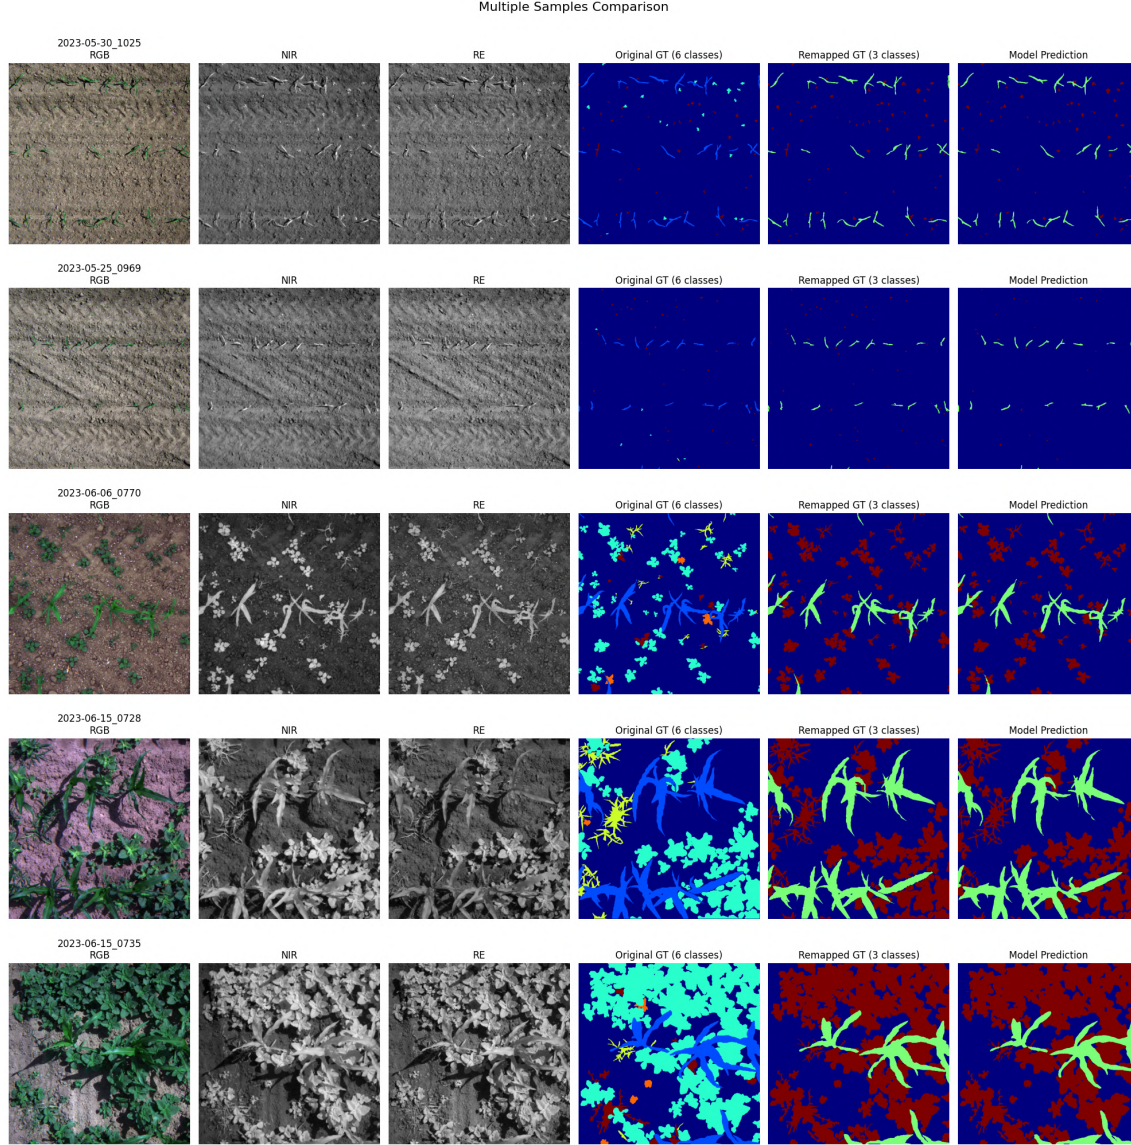 Multiple Samples Comparison
2023-05-30_1025
RGB
NIR
RE
Original GT (6 classes)
Remapped GT (3 classes)
Model Prediction
2023-05-25_0969
RGB
NIR
RE
Original GT (6 classes)
Remapped GT (3 classes)
Model Prediction
2023-06-06_0770
RGB
NIR
RE
Original GT (6 classes)
Remapped GT (3 classes)
Model Prediction
2023-06-15_0728
RGB
NIR
RE
Original GT (6 classes)
Remapped GT (3 classes)
Model Prediction
2023-06-15_0735
RGB
NIR
RE
Original GT (6 classes)
Remapped GT (3 classes)
Model Prediction